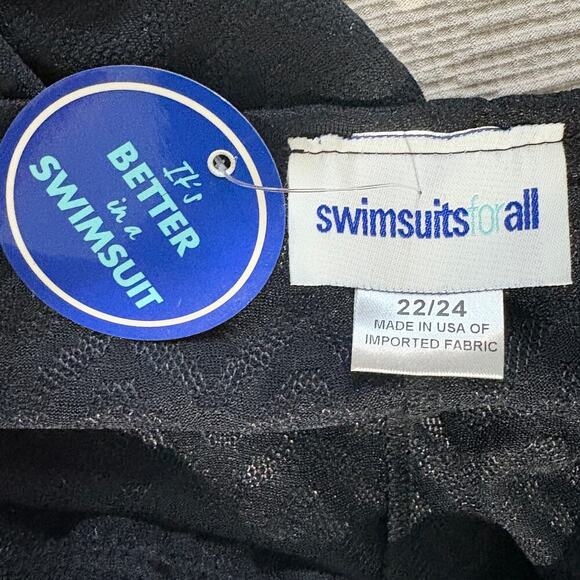 It's
BETTER
in a
SWIMSUIT
swimsuitsforall
22/24
MADE IN USA OF
IMPORTED FABRIC